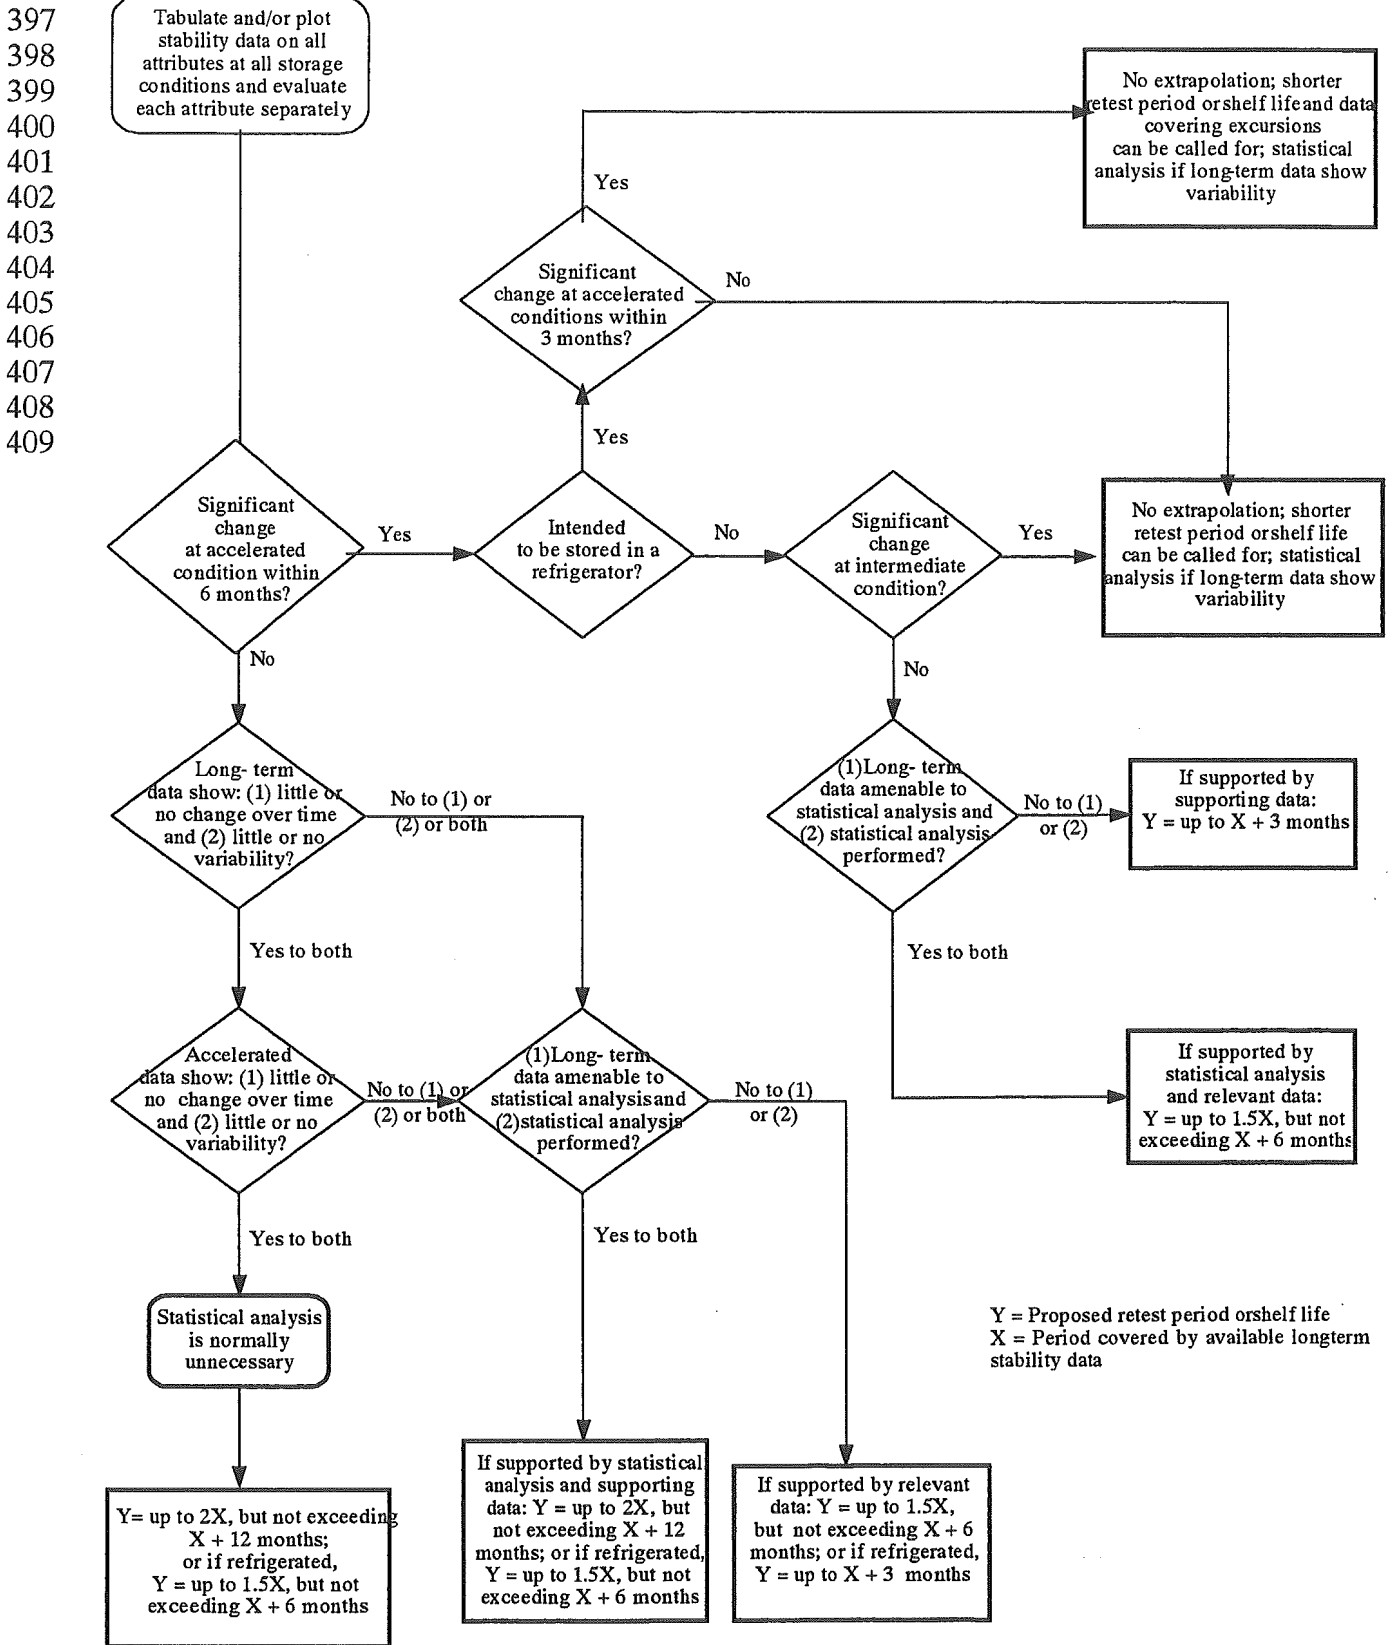 397
398
399
400
401
402
403
404
405
406
407
408
409
Tabulate and/or plot
stability data on all
attributes at all storage
conditions and evaluate
each attribute separately
No extrapolation; shorter
retest period orshelf life and data
covering excursions
can be called for; statistical
analysis if long-term data show
variability
Yes
Significant
change at accelerated
conditions within
3 months?
No
Yes
Significant
change
at accelerated
condition within
6 months?
Yes
Intended
to be stored in a
refrigerator?
No
Significant
change
at intermediate
condition?
Yes
No extrapolation; shorter
retest period orshelf life
can be called for; statistical
analysis if long-term data show
variability
No
No
Long- term
data show: (1) little or
no change over time
and (2) little or no
variability?
No to (1) or
(2) or both
(1)Long- term
data amenable to
statistical analysis and
(2) statistical analysis
performed?
No to (1)
or (2)
If supported by
supporting data:
Y = up to X + 3 months
Yes to both
Yes to both
Accelerated
data show: (1) little or
no change over time
and (2) little or no
variability?
No to (1) or
(2) or both
(1)Long- term
data amenable to
statistical analysis and
(2)statistical analysis
performed?
No to (1)
or (2)
If supported by
statistical analysis
and relevant data:
Y = up to 1.5X, but not
exceeding X + 6 months
Yes to both
Yes to both
Statistical analysis
is normally
unnecessary
Y = Proposed retest period orshelf life
X = Period covered by available longterm
stability data
Y= up to 2X, but not exceeding
X + 12 months;
or if refrigerated,
Y = up to 1.5X, but not
exceeding X + 6 months
If supported by statistical
analysis and supporting
data: Y = up to 2X, but
not exceeding X + 12
months; or if refrigerated,
Y = up to 1.5X, but not
exceeding X + 6 months
If supported by relevant
data: Y = up to 1.5X,
but not exceeding X + 6
months; or if refrigerated,
Y = up to X + 3 months